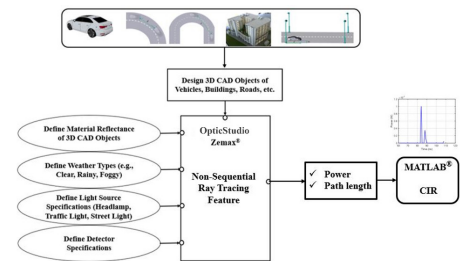 Design 3D CAD Objects of
Vehicles, Buildings, Roads, etc.
Define Material Reflectance
of 3D CAD Objects
Define Weather Types (e.g.,
Clear, Rainy, Foggy)
Define Light Source
Specifications (Headlamp,
Traffic Light, Street Light)
Define Detector
Specifications
OpticStudio
Zemax®
Non-Sequential
Ray Tracing
Feature
✓ Power
✓ Path length
MATLAB®
CIR